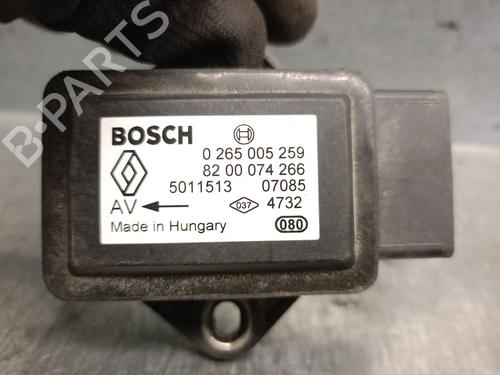 BOSCH
0 265 005 259
82 00 074 266
5011513 07085
AV 037 4732
Made in Hungary 080
B-PARTS